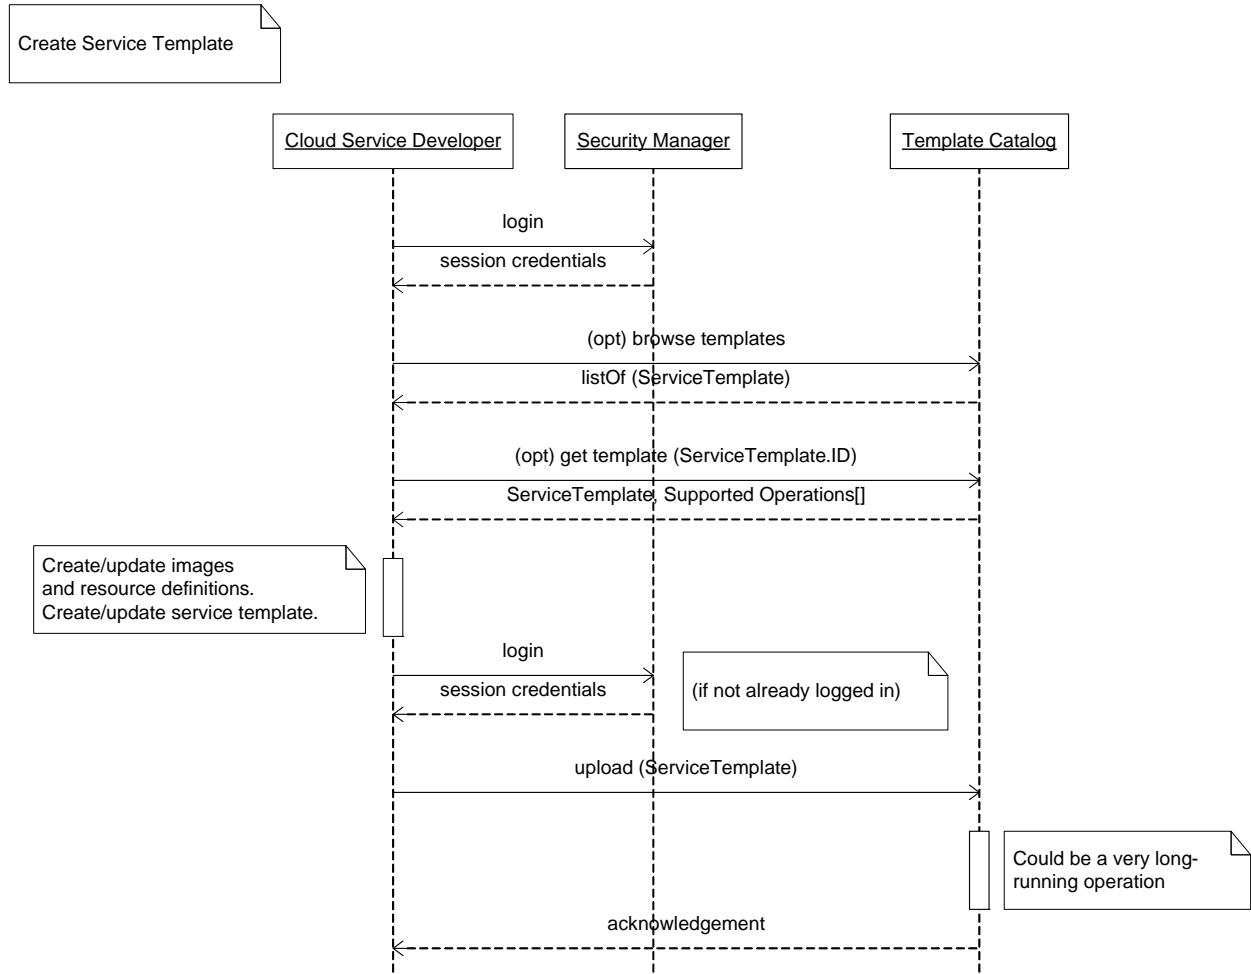 Create Service Template
Cloud Service Developer
Security Manager
Template Catalog
login
session credentials
(opt) browse templates
listOf (ServiceTemplate)
(opt) get template (ServiceTemplate.ID)
ServiceTemplate, Supported Operations[]
Create/update images
and resource definitions.
Create/update service template.
login
session credentials
(if not already logged in)
upload (ServiceTemplate)
Could be a very long-
running operation
acknowledgement